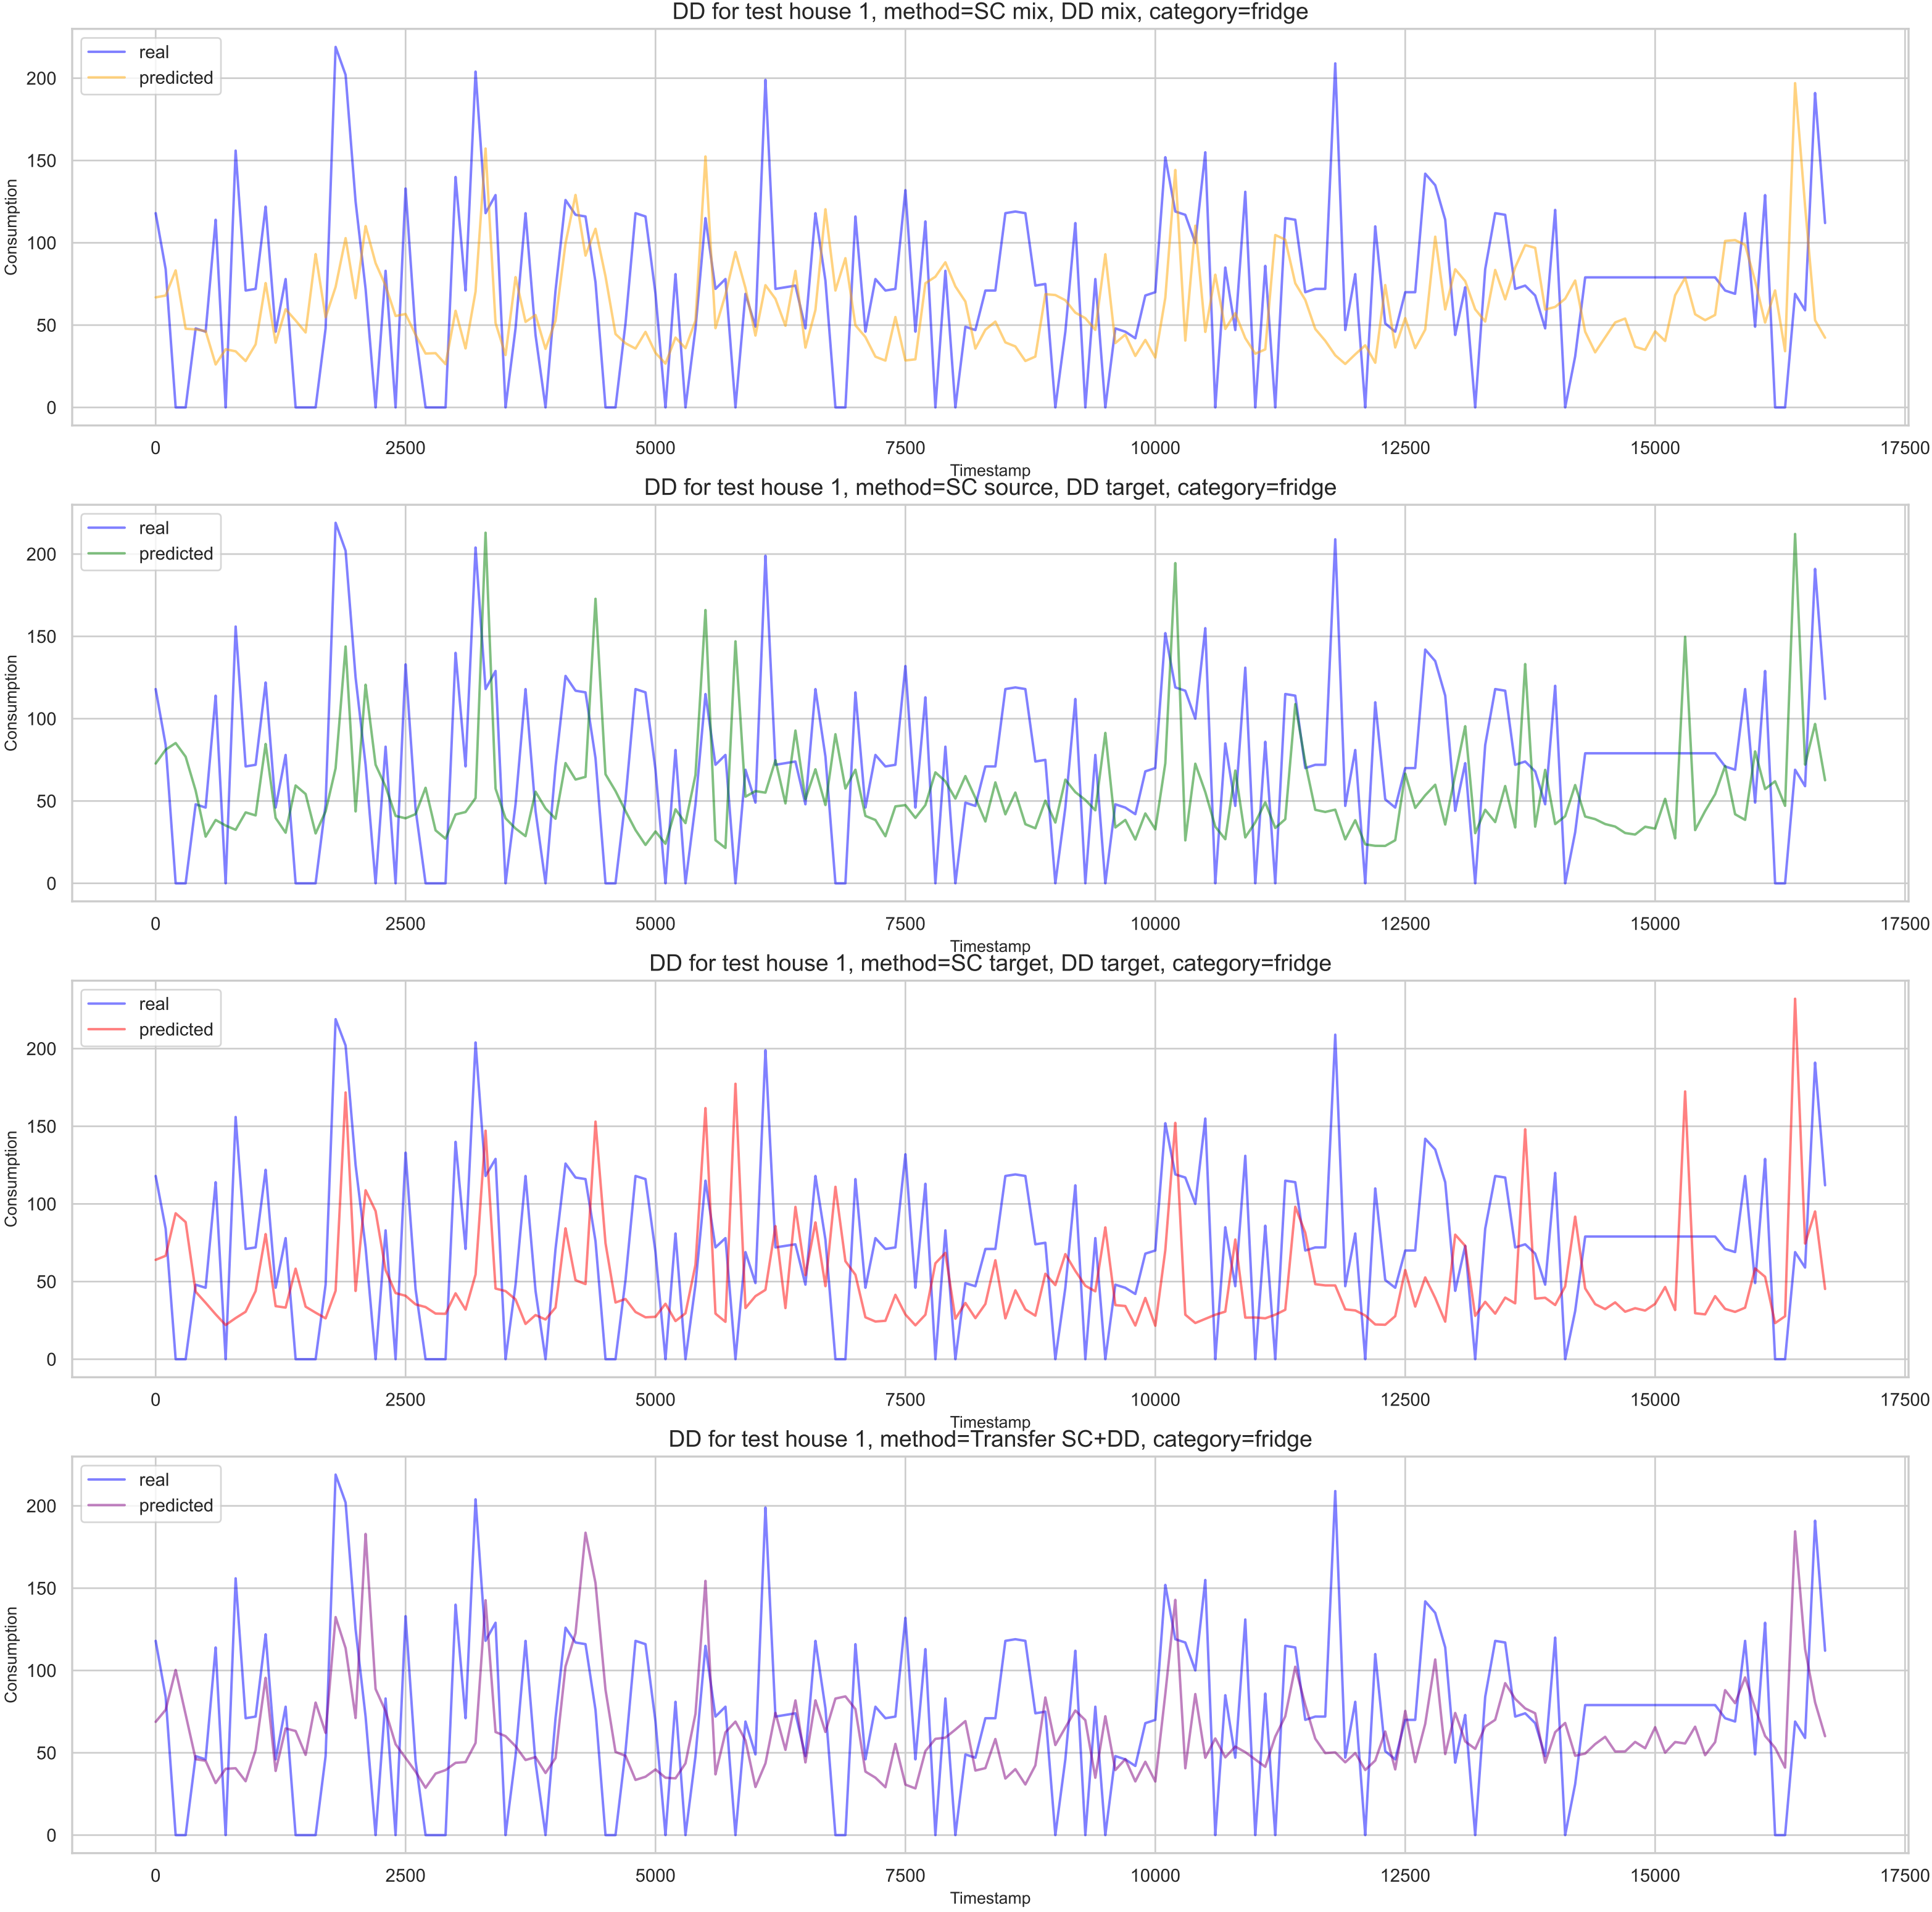 DD for test house 1, method=SC mix, DD mix, category=fridge
real
predicted
Consumption
200
150
100
50
0
0 2500 5000 7500 10000 12500 15000 17500
Timestamp
DD for test house 1, method=SC source, DD target, category=fridge
real
predicted
Consumption
200
150
100
50
0
0 2500 5000 7500 10000 12500 15000 17500
Timestamp
DD for test house 1, method=SC target, DD target, category=fridge
real
predicted
Consumption
200
150
100
50
0
0 2500 5000 7500 10000 12500 15000 17500
Timestamp
DD for test house 1, method=Transfer SC+DD, category=fridge
real
predicted
Consumption
200
150
100
50
0
0 2500 5000 7500 10000 12500 15000 17500
Timestamp